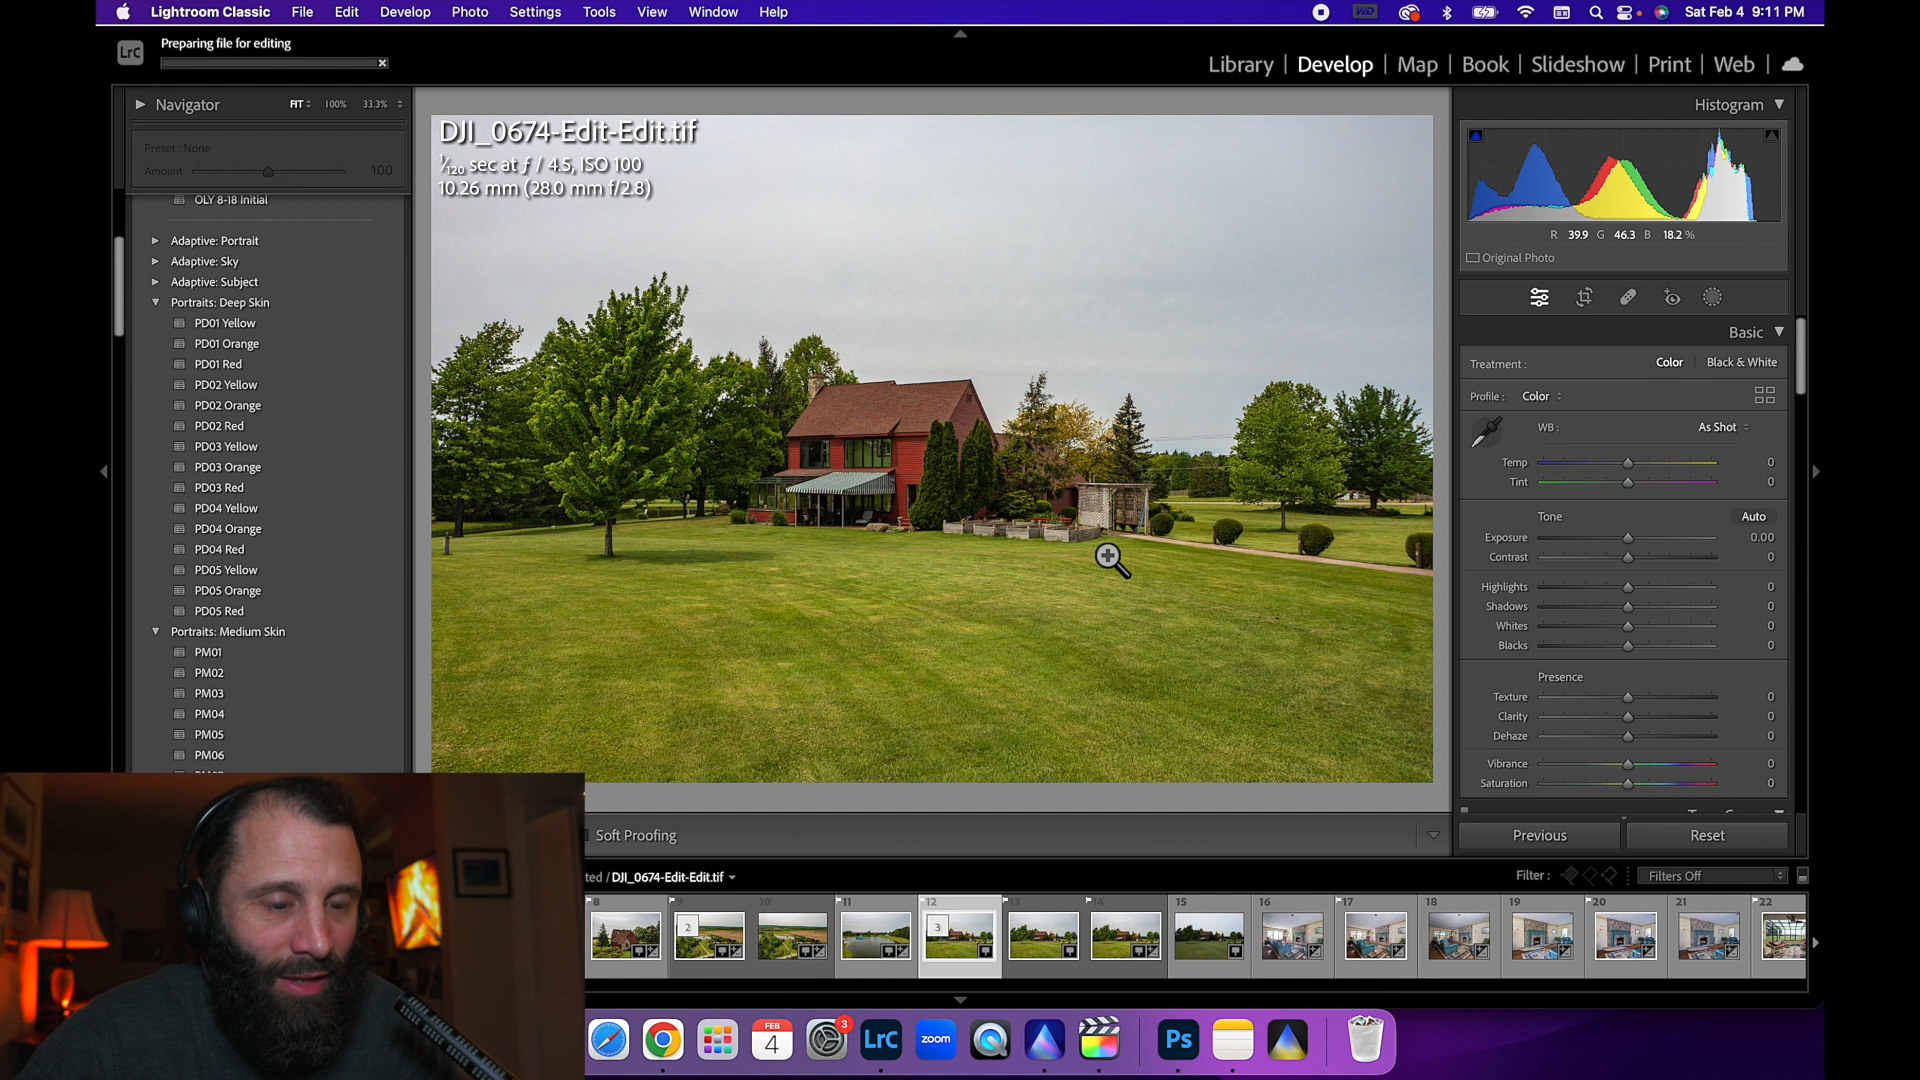 Lightroom Classic File Edit Develop Photo Settings Tools View Window Help
WD
Sat Feb 4 9:11 PM
LrC
Preparing file for editing
Library | Develop | Map | Book | Slideshow | Print | Web
Navigator FIT 100% 33.3%
Preset : None
Amount 100
OLY 8-18 Initial
Adaptive: Portrait
Adaptive: Sky
Adaptive: Subject
Portraits: Deep Skin
PD01 Yellow
PD01 Orange
PD01 Red
PD02 Yellow
PD02 Orange
PD02 Red
PD03 Yellow
PD03 Orange
PD03 Red
PD04 Yellow
PD04 Orange
PD04 Red
PD05 Yellow
PD05 Orange
PD05 Red
Portraits: Medium Skin
PM01
PM02
PM03
PM04
PM05
PM06
DJI_0674-Edit-Edit.tif
1/120 sec at ƒ / 4.5, ISO 100
10.26 mm (28.0 mm f/2.8)
Histogram
R 39.9 G 46.3 B 18.2 %
Original Photo
Basic
Treatment : Color | Black & White
Profile : Color
WB : As Shot
Temp 0
Tint 0
Tone Auto
Exposure 0.00
Contrast 0
Highlights 0
Shadows 0
Whites 0
Blacks 0
Presence
Texture 0
Clarity 0
Dehaze 0
Vibrance 0
Saturation 0
Previous Reset
Soft Proofing
ted / DJI_0674-Edit-Edit.tif
Filter : Filters Off
8 9 10 11 12 13 14 15 16 17 18 19 20 21 22
2 3
FEB
4
3
LrC
zoom
Ps